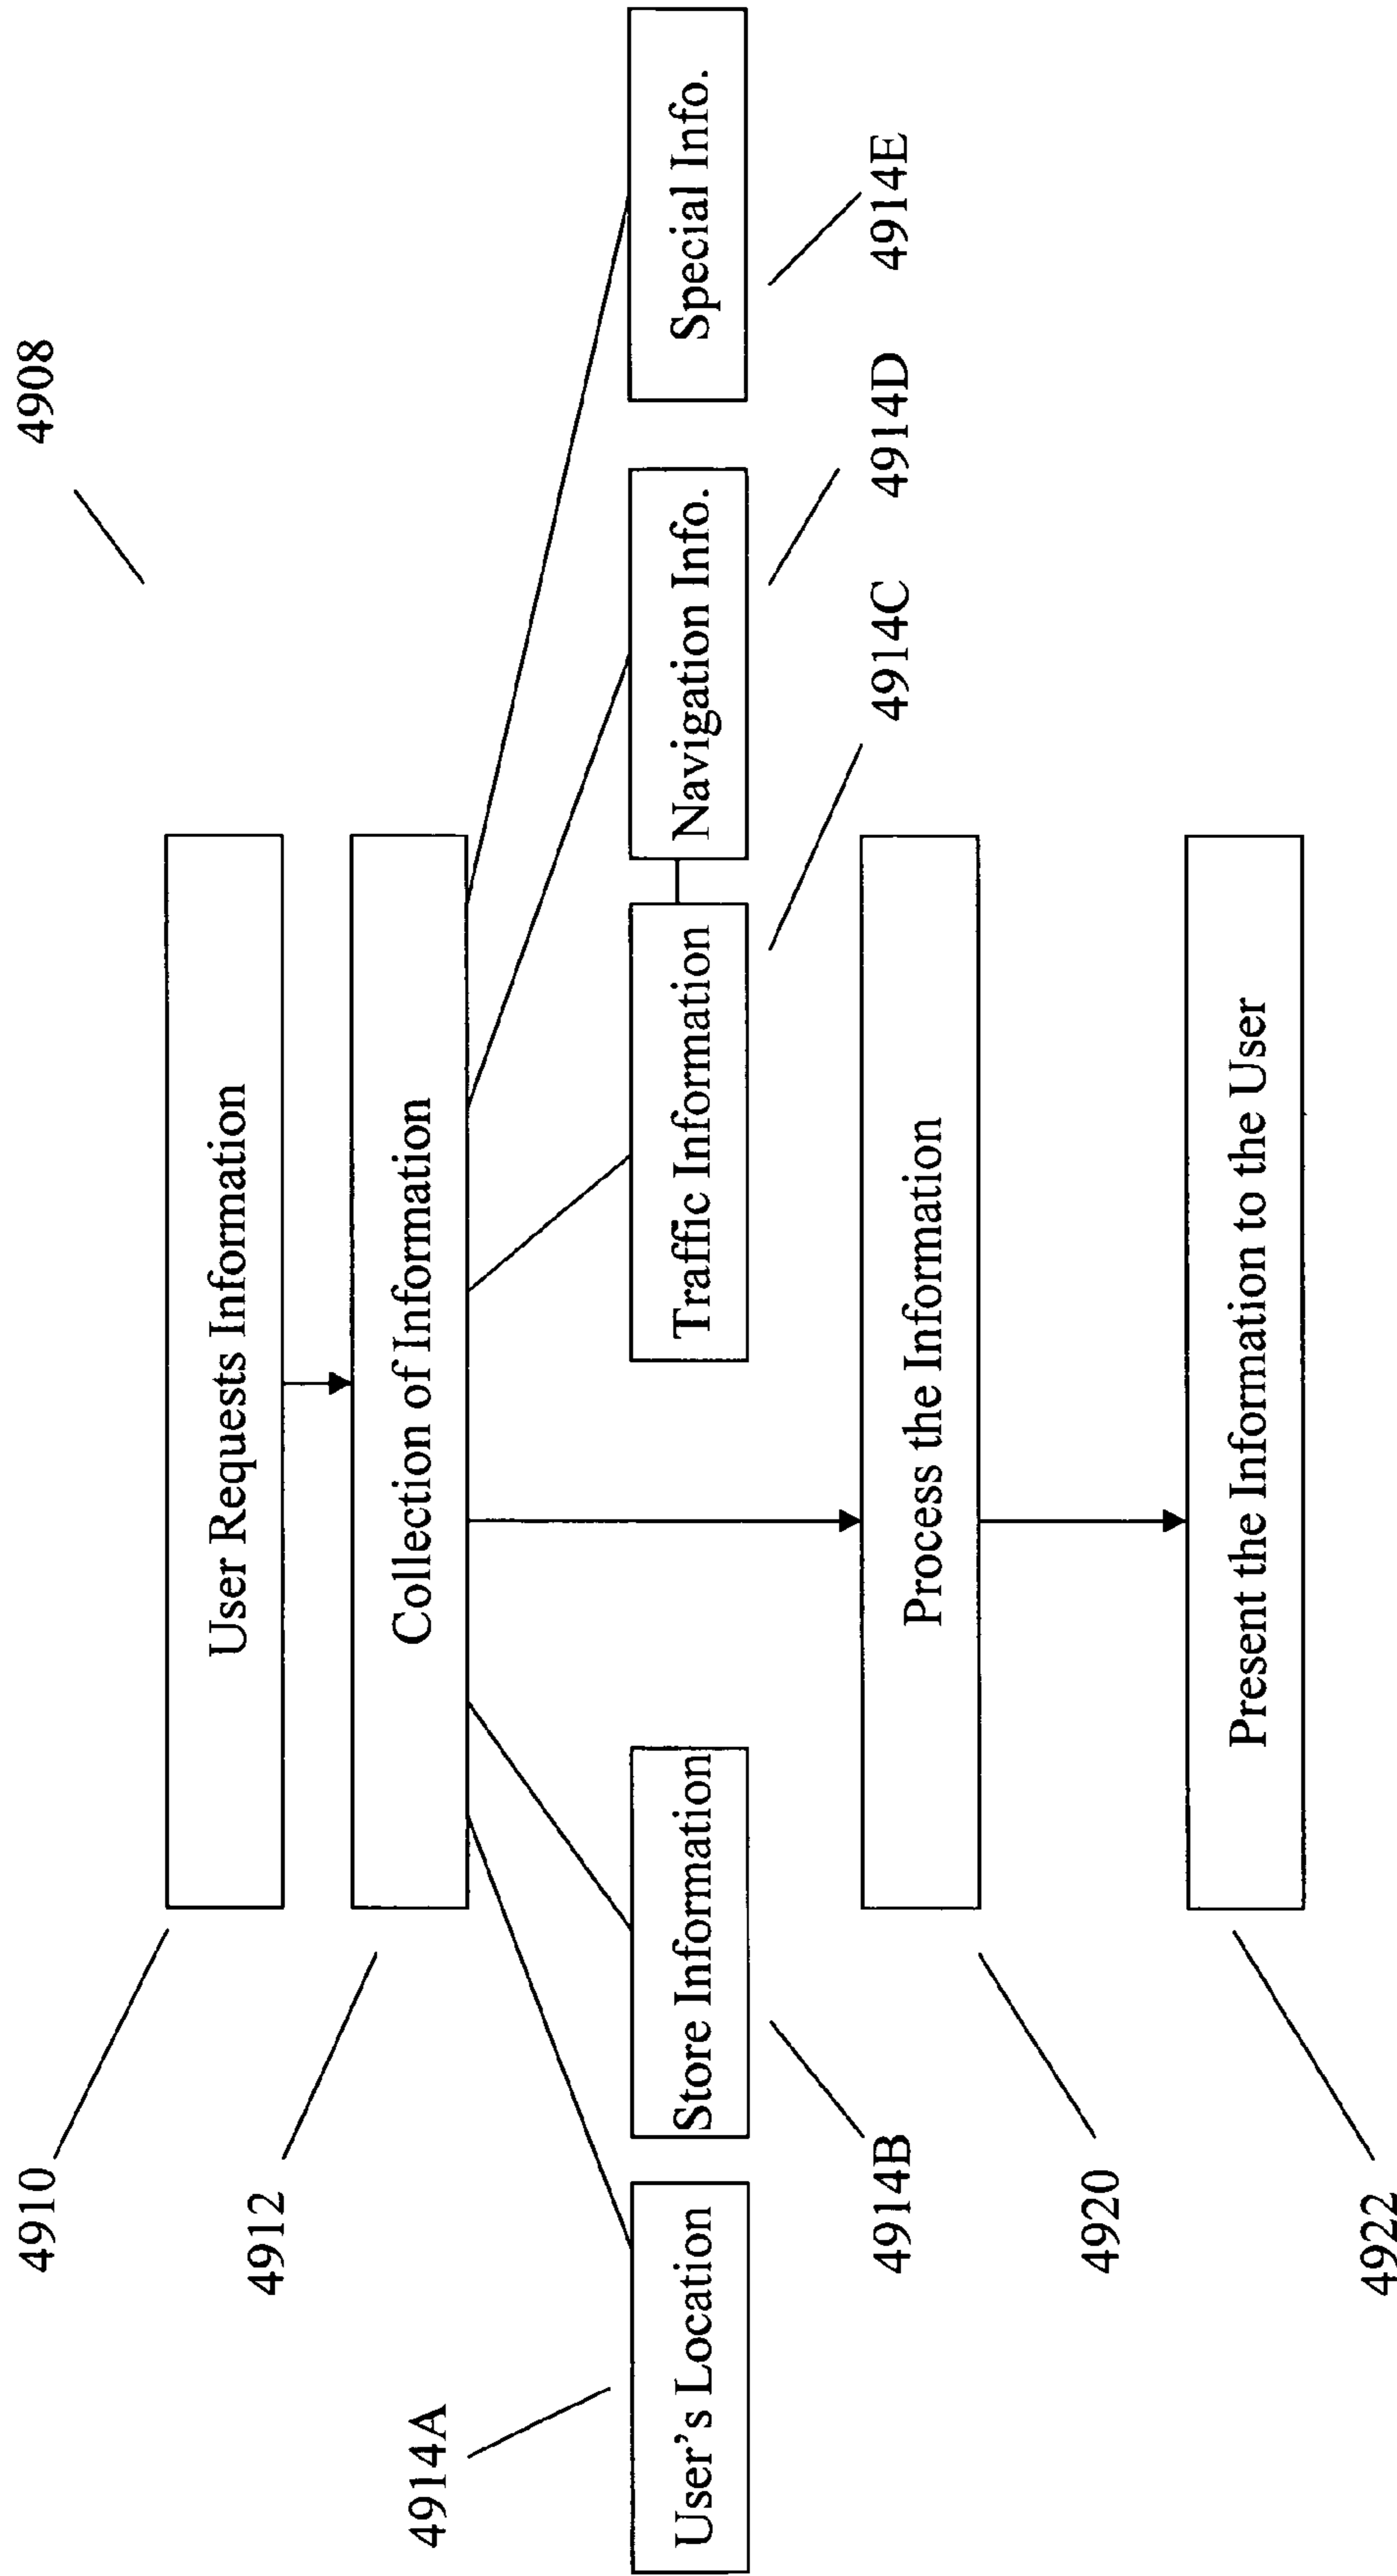 4908
4910
User Requests Information
4912
Collection of Information
4914A
User's Location
Store Information
Traffic Information
Navigation Info.
Special Info.
4914B
4914C
4914D
4914E
Process the Information
4920
Present the Information to the User
4922